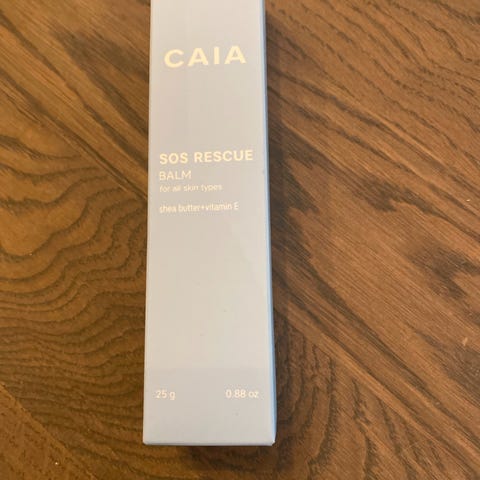 CAIA
SOS RESCUE
BALM
for all skin types
shea butter+vitamin E
25 g 0.88 oz